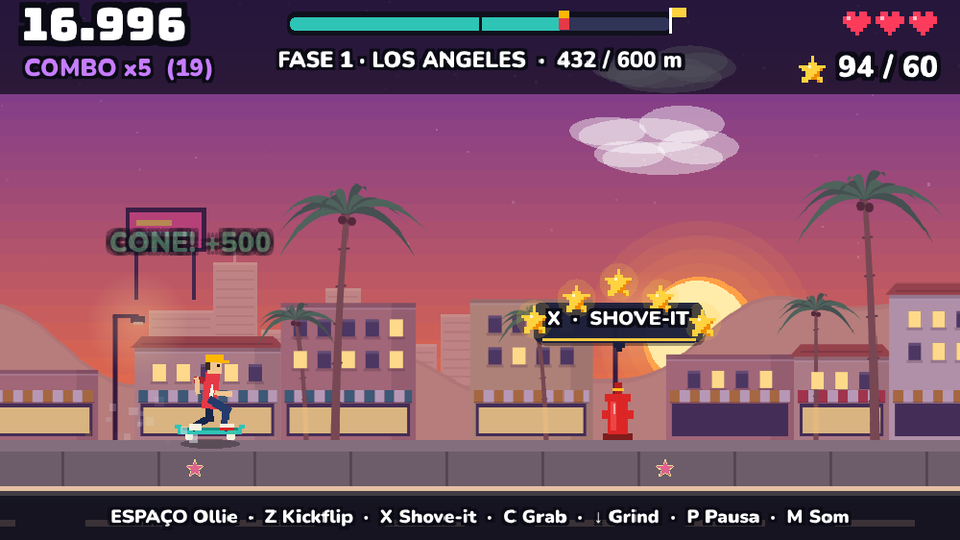 16.996
COMBO x5 (19)
FASE 1 · LOS ANGELES · 432 / 600 m
94 / 60
CONE! +500
X · SHOVE-IT
ESPAÇO Ollie · Z Kickflip · X Shove-it · C Grab · ↓ Grind · P Pausa · M Som